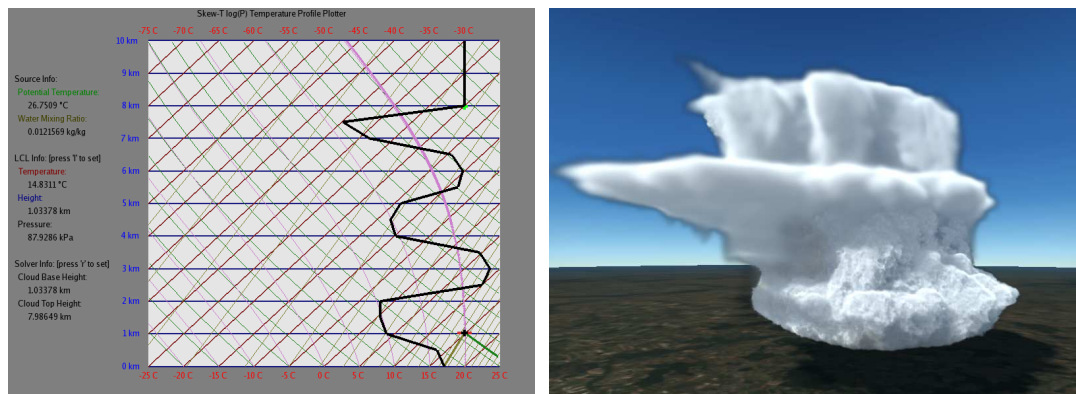 Skew-T log(P) Temperature Profile Plotter
-75 C -70 C -65 C -60 C -55 C -50 C -45 C -40 C -35 C -30 C
10 km
9 km
8 km
7 km
6 km
5 km
4 km
3 km
2 km
1 km
0 km
-25 C -20 C -15 C -10 C -5 C 0 C 5 C 10 C 15 C 20 C 25 C
Source Info:
Potential Temperature:
26.7509 °C
Water Mixing Ratio:
0.0121569 kg/kg
LCL Info: [press 'l' to set]
Temperature:
14.8311 °C
Height:
1.03378 km
Pressure:
87.9286 kPa
Solver Info: [press 'r' to set]
Cloud Base Height:
1.03378 km
Cloud Top Height:
7.98649 km